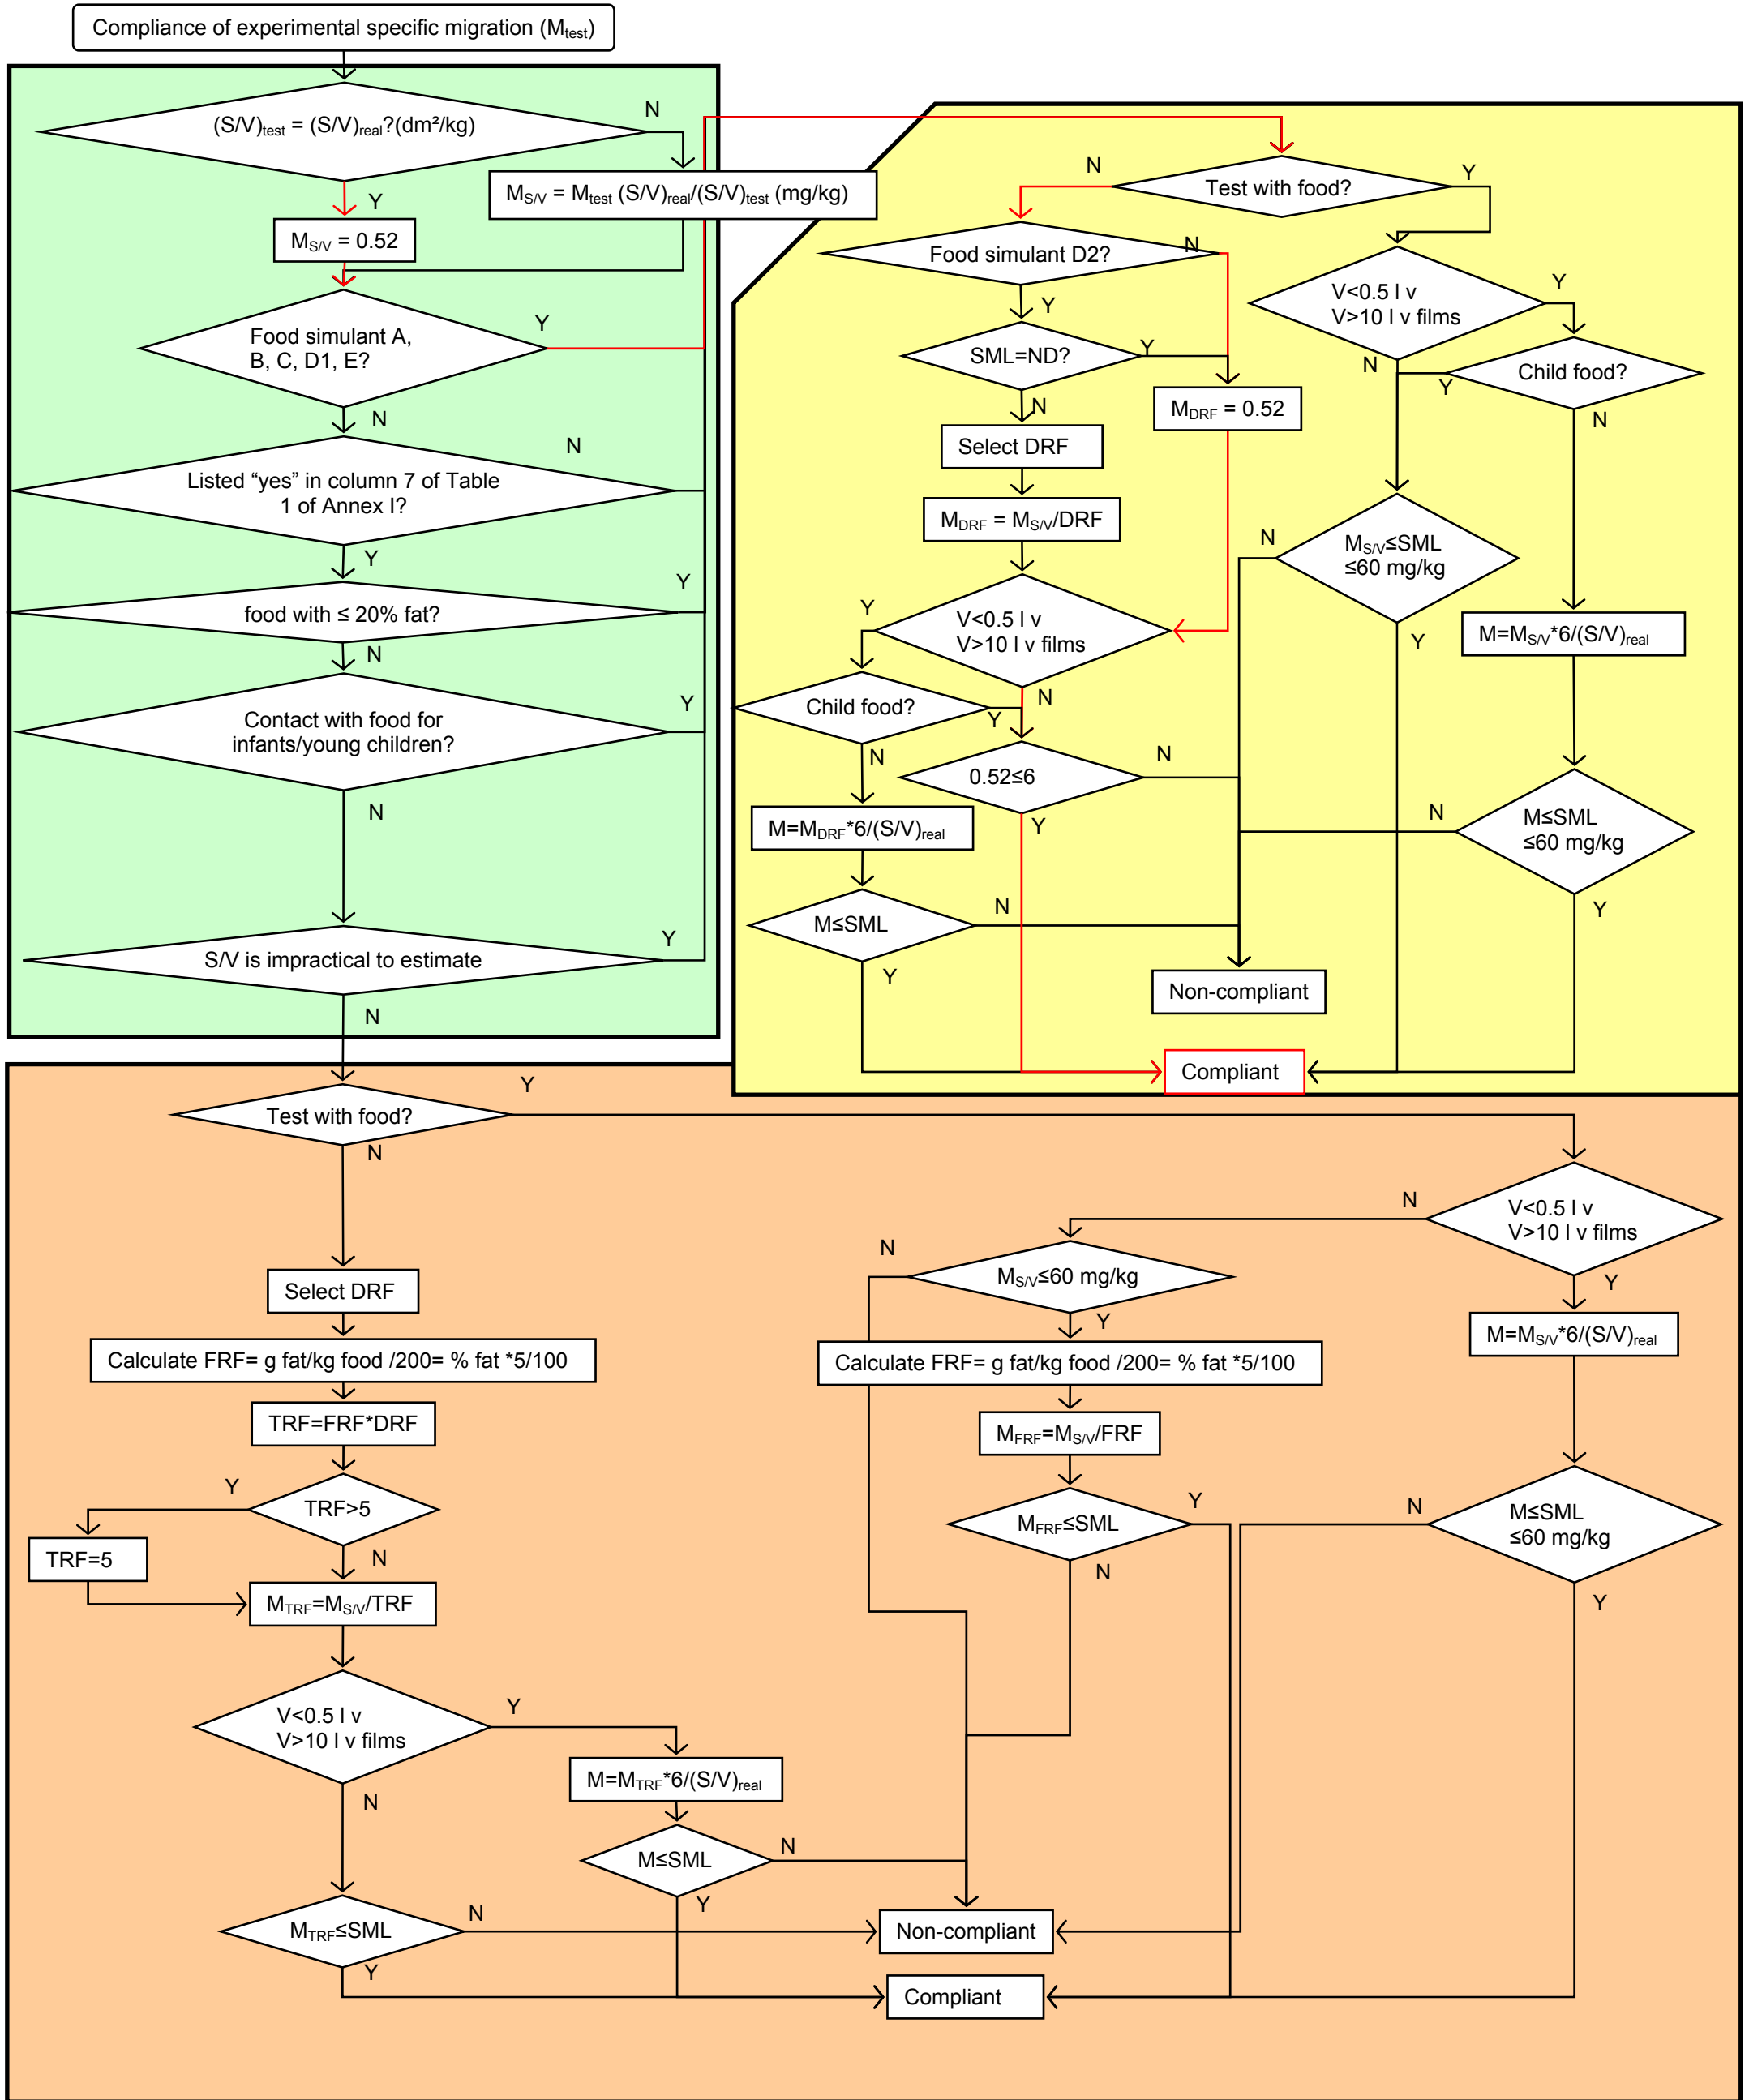 Compliance of experimental specific migration (Mtest)
(S/V)test = (S/V)real?(dm²/kg)
N
Y
MS/V = Mtest (S/V)real/(S/V)test (mg/kg)
MS/V = 0.52
Food simulant A,
B, C, D1, E?
Y
N
Listed “yes” in column 7 of Table
1 of Annex I?
N
Y
food with ≤ 20% fat?
Y
N
Contact with food for
infants/young children?
Y
N
S/V is impractical to estimate
Y
N
Test with food?
N
Y
Food simulant D2?
N
Y
SML=ND?
Y
N
MDRF = 0.52
Select DRF
MDRF = MS/V/DRF
V<0.5 l v
V>10 l v films
Y
N
Child food?
Y
N
0.52≤6
N
Y
M=MDRF*6/(S/V)real
M≤SML
N
Y
V<0.5 l v
V>10 l v films
Y
N
Child food?
Y
N
MS/V≤SML
≤60 mg/kg
N
Y
M=MS/V*6/(S/V)real
M≤SML
≤60 mg/kg
N
Y
Non-compliant
Compliant
Test with food?
Y
N
Select DRF
Calculate FRF= g fat/kg food /200= % fat *5/100
TRF=FRF*DRF
TRF>5
Y
N
TRF=5
MTRF=MS/V/TRF
V<0.5 l v
V>10 l v films
Y
N
M=MTRF*6/(S/V)real
M≤SML
N
Y
MTRF≤SML
N
Y
V<0.5 l v
V>10 l v films
N
Y
MS/V≤60 mg/kg
N
Y
Calculate FRF= g fat/kg food /200= % fat *5/100
MFRF=MS/V/FRF
MFRF≤SML
Y
N
M=MS/V*6/(S/V)real
M≤SML
≤60 mg/kg
N
Y
Non-compliant
Compliant